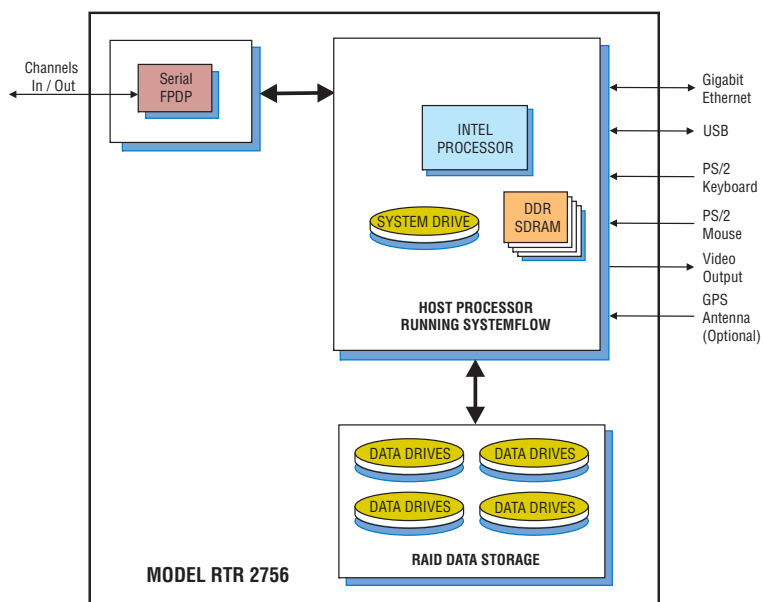 Channels
In / Out
Serial
FPDP
INTEL
PROCESSOR
SYSTEM DRIVE
DDR
SDRAM
HOST PROCESSOR
RUNNING SYSTEMFLOW
Gigabit
Ethernet
USB
PS/2
Keyboard
PS/2
Mouse
Video
Output
GPS
Antenna
(Optional)
DATA DRIVES
DATA DRIVES
DATA DRIVES
DATA DRIVES
RAID DATA STORAGE
MODEL RTR 2756